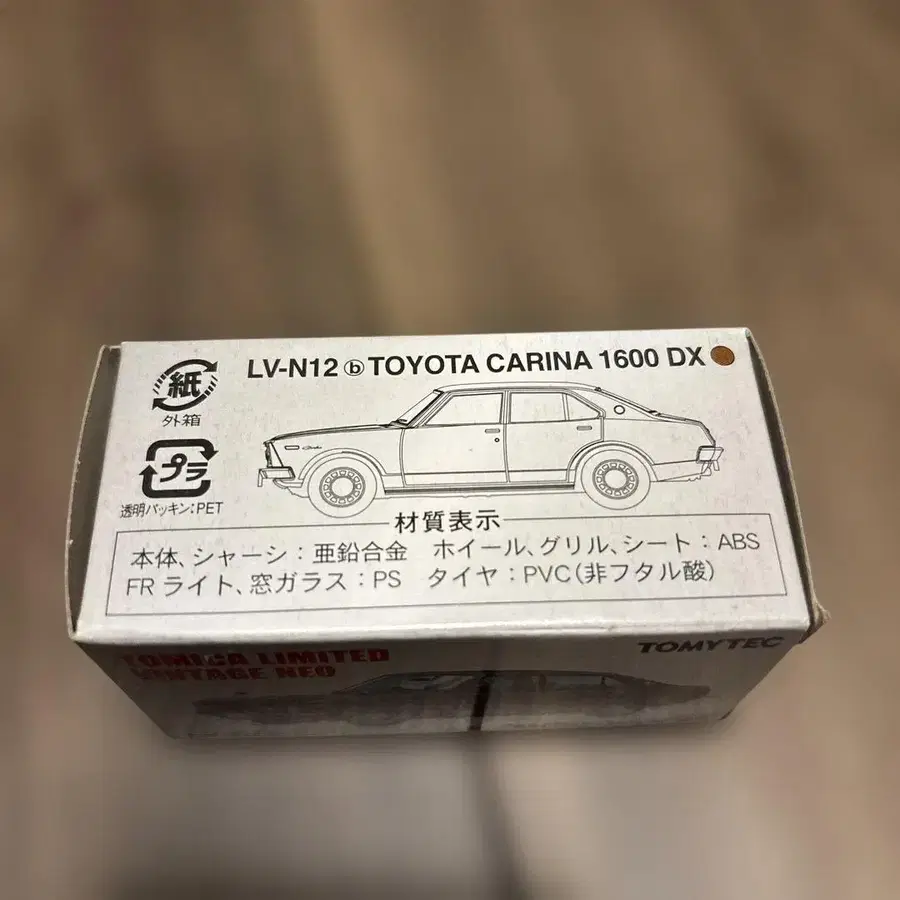 LV-N12 ⓑ TOYOTA CARINA 1600 DX
紙
外箱
プラ
透明パッキン:PET
材質表示
本体、シャーシ:亜鉛合金 ホイール、グリル、シート:ABS
FRライト、窓ガラス:PS タイヤ:PVC(非フタル酸)
TOMICA LIMITED
VINTAGE NEO
TOMYTEC